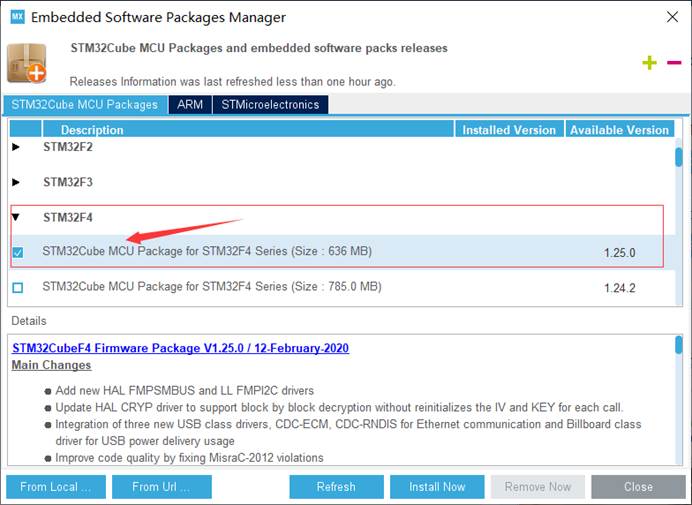 MX Embedded Software Packages Manager
STM32Cube MCU Packages and embedded software packs releases
Releases Information was last refreshed less than one hour ago.
STM32Cube MCU Packages ARM STMicroelectronics
Description Installed Version Available Version
STM32F2
STM32F3
STM32F4
STM32Cube MCU Package for STM32F4 Series (Size : 636 MB) 1.25.0
STM32Cube MCU Package for STM32F4 Series (Size : 785.0 MB) 1.24.2
Details
STM32CubeF4 Firmware Package V1.25.0 / 12-February-2020
Main Changes
Add new HAL FMPSMBUS and LL FMPI2C drivers
Update HAL CRYP driver to support block by block decryption without reinitializes the IV and KEY for each call.
Integration of three new USB class drivers, CDC-ECM, CDC-RNDIS for Ethernet communication and Billboard class
driver for USB power delivery usage
Improve code quality by fixing MisraC-2012 violations
From Local ... From Url ... Refresh Install Now Remove Now Close